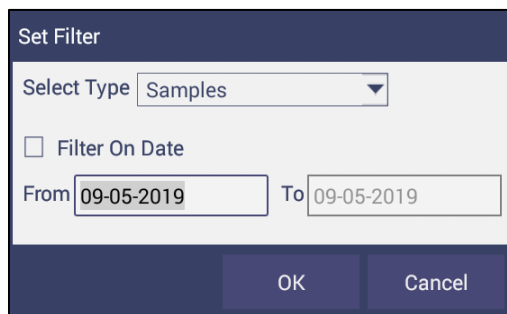 Set Filter
Select Type Samples
Filter On Date
From 09-05-2019 To 09-05-2019
OK Cancel